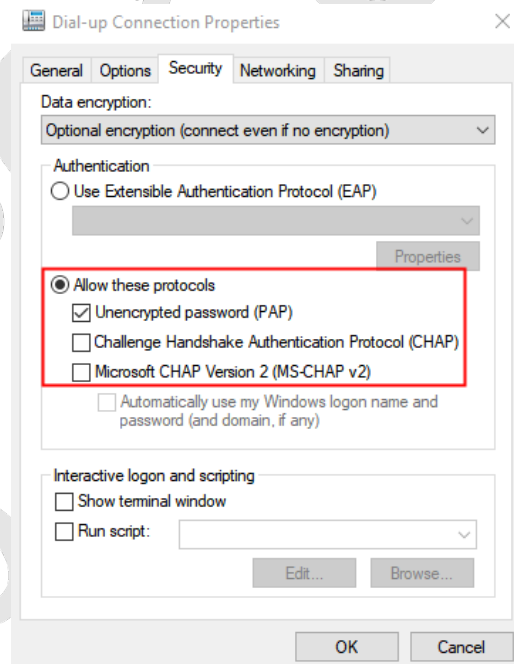 Dial-up Connection Properties
General Options Security Networking Sharing
Data encryption:
Optional encryption (connect even if no encryption)
Authentication
Use Extensible Authentication Protocol (EAP)
Properties
Allow these protocols
Unencrypted password (PAP)
Challenge Handshake Authentication Protocol (CHAP)
Microsoft CHAP Version 2 (MS-CHAP v2)
Automatically use my Windows logon name and
password (and domain, if any)
Interactive logon and scripting
Show terminal window
Run script:
Edit... Browse...
OK Cancel